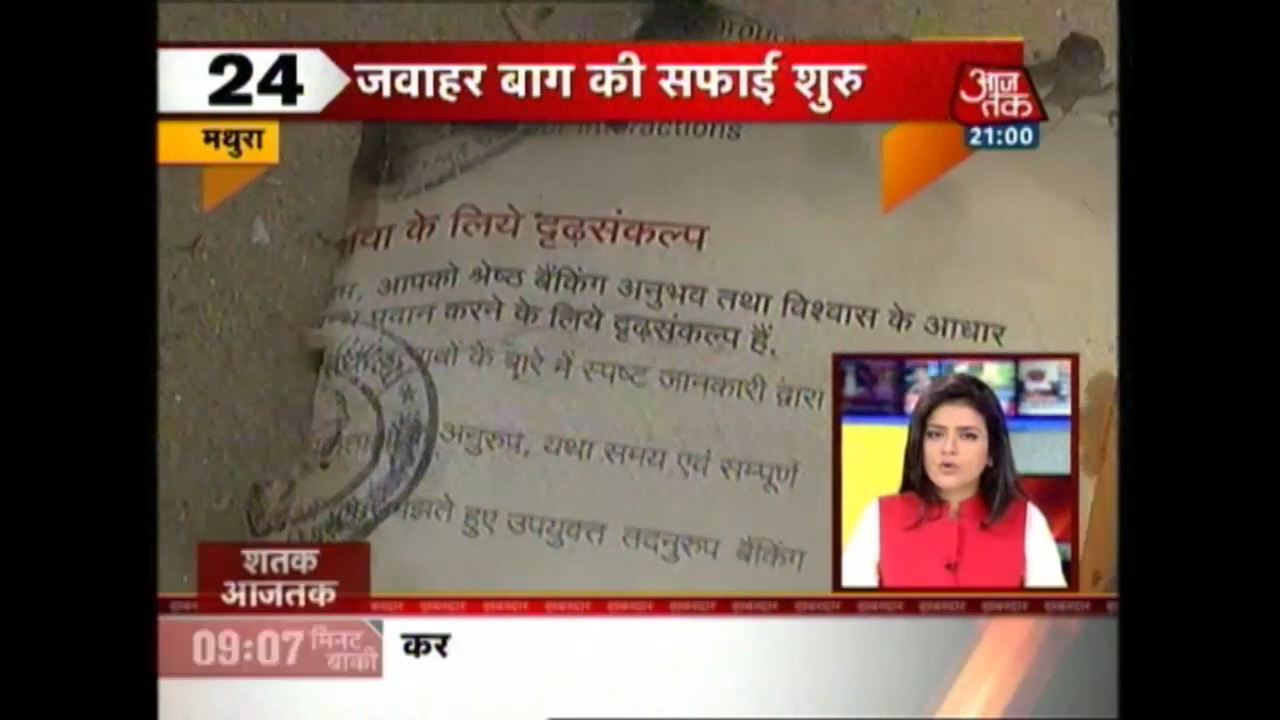 24 जवाहर बाग की सफाई शुरु
आज तक
21:00
मथुरा
interactions
के लिये दृढ़संकल्प
आपको श्रेष्ठ बैंकिंग अनुभव तथा विश्वास के आधार
प्रदान करने के लिये दृढ़संकल्प हैं.
के बारे में स्पष्ट जानकारी द्वारा
अनुरुप, यथा समय एवं सम्पूर्ण
हुए उपयुक्त तदनुरुप बैंकिंग
शतक
आजतक
09:07 मिनट बाकी
कर